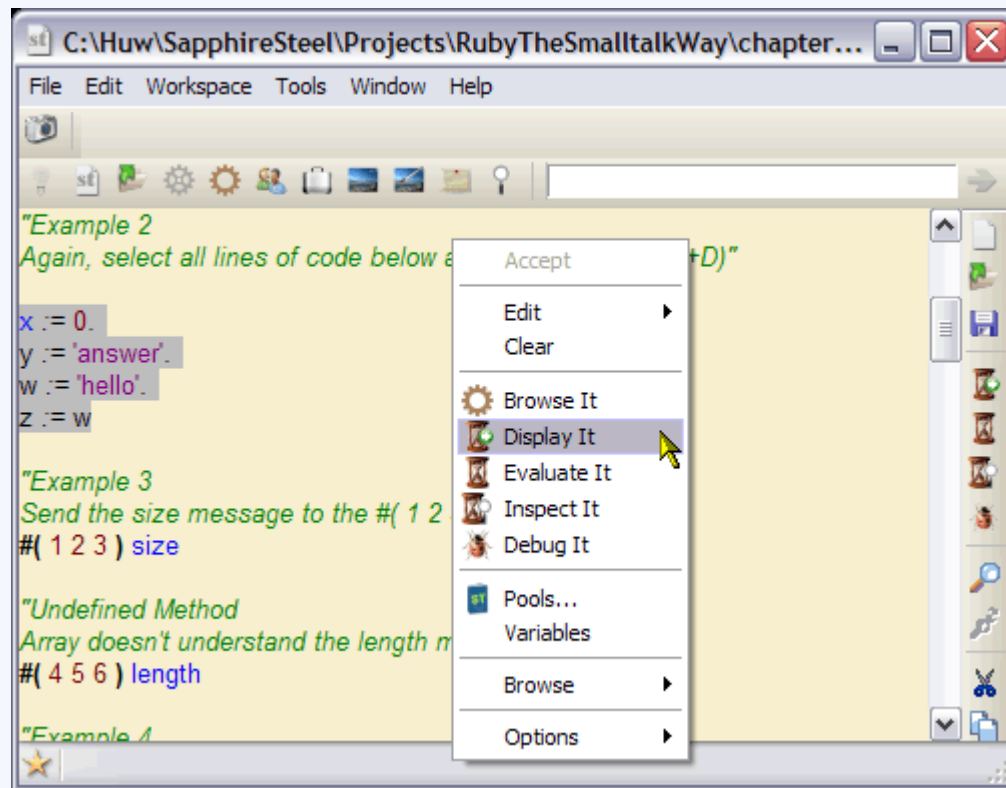 st C:\Huw\SapphireSteel\Projects\RubyTheSmalltalkWay\chapter...
File Edit Workspace Tools Window Help
st
"Example 2
Again, select all lines of code below +D)"
x := 0.
y := 'answer'.
w := 'hello'.
z := w
"Example 3
Send the size message to the #( 1 2
#( 1 2 3 ) size
"Undefined Method
Array doesn't understand the length
#( 4 5 6 ) length
"Example 4
Accept
Edit
Clear
Browse It
Display It
Evaluate It
Inspect It
Debug It
ST Pools...
Variables
Browse
Options